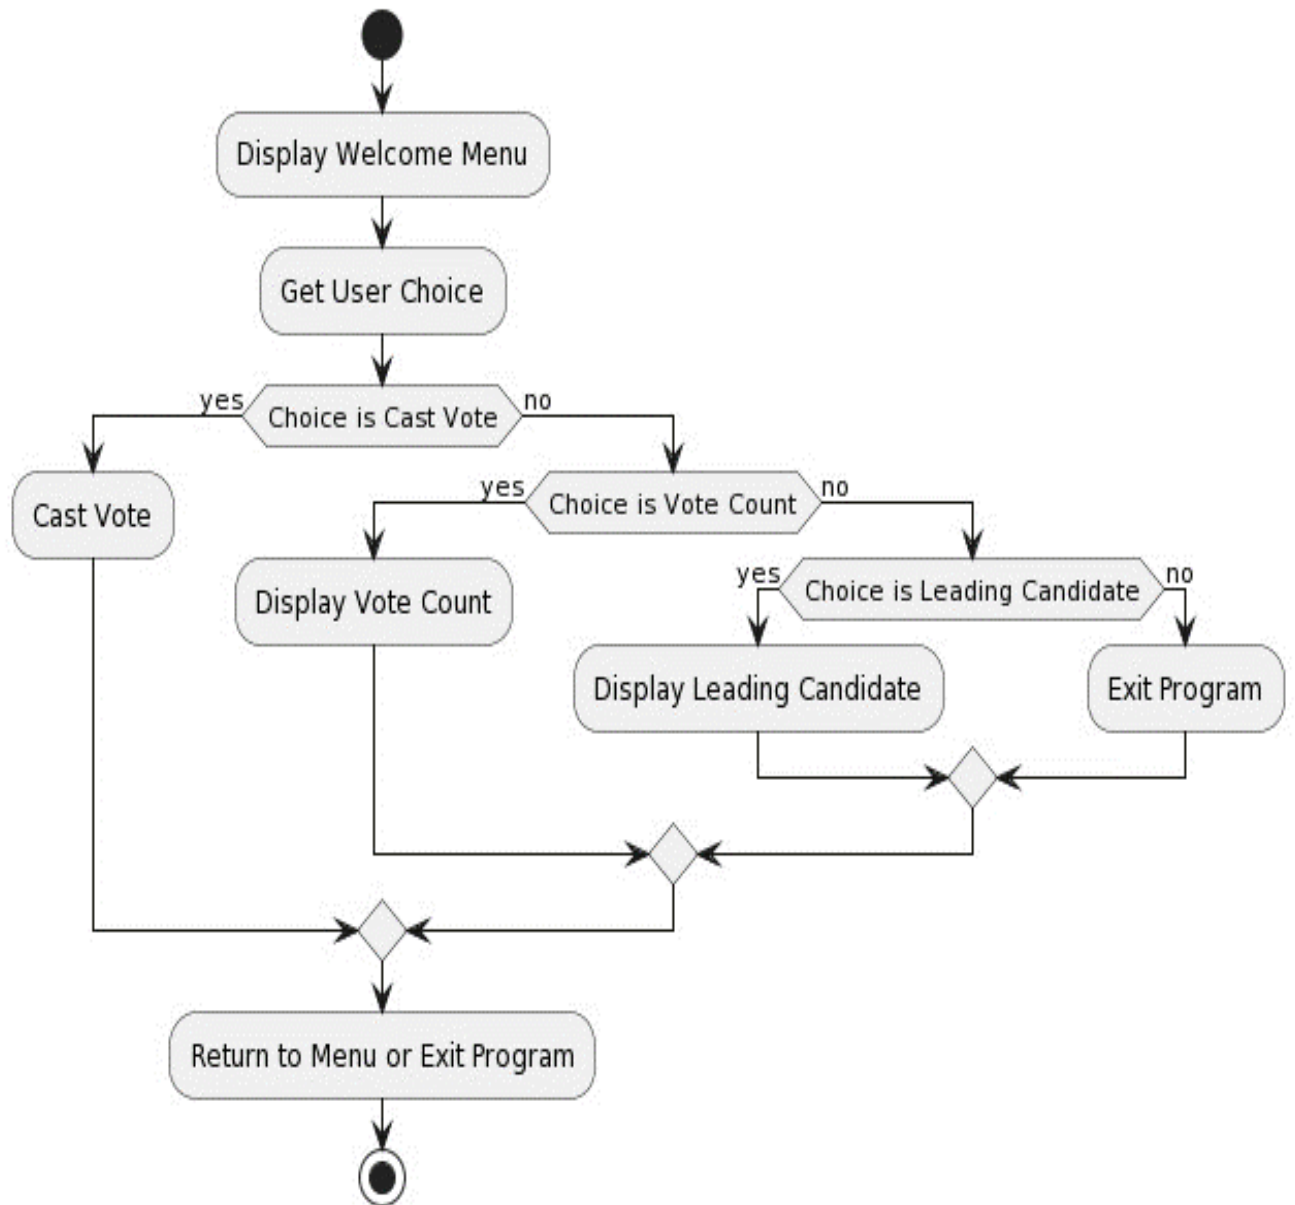 Display Welcome Menu
Get User Choice
yes
Choice is Cast Vote
no
Cast Vote
yes
Choice is Vote Count
no
Display Vote Count
yes
Choice is Leading Candidate
no
Display Leading Candidate
Exit Program
Return to Menu or Exit Program